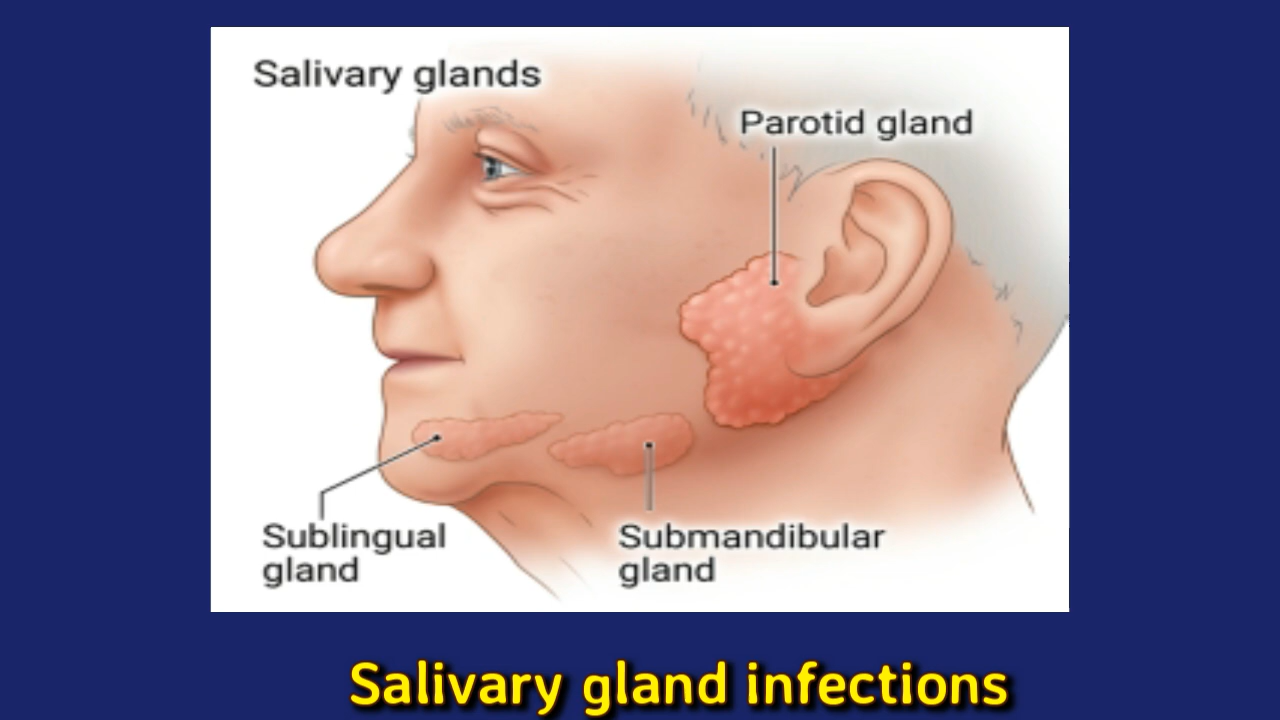 Salivary glands
Parotid gland
Sublingual
gland
Submandibular
gland
Salivary gland infections